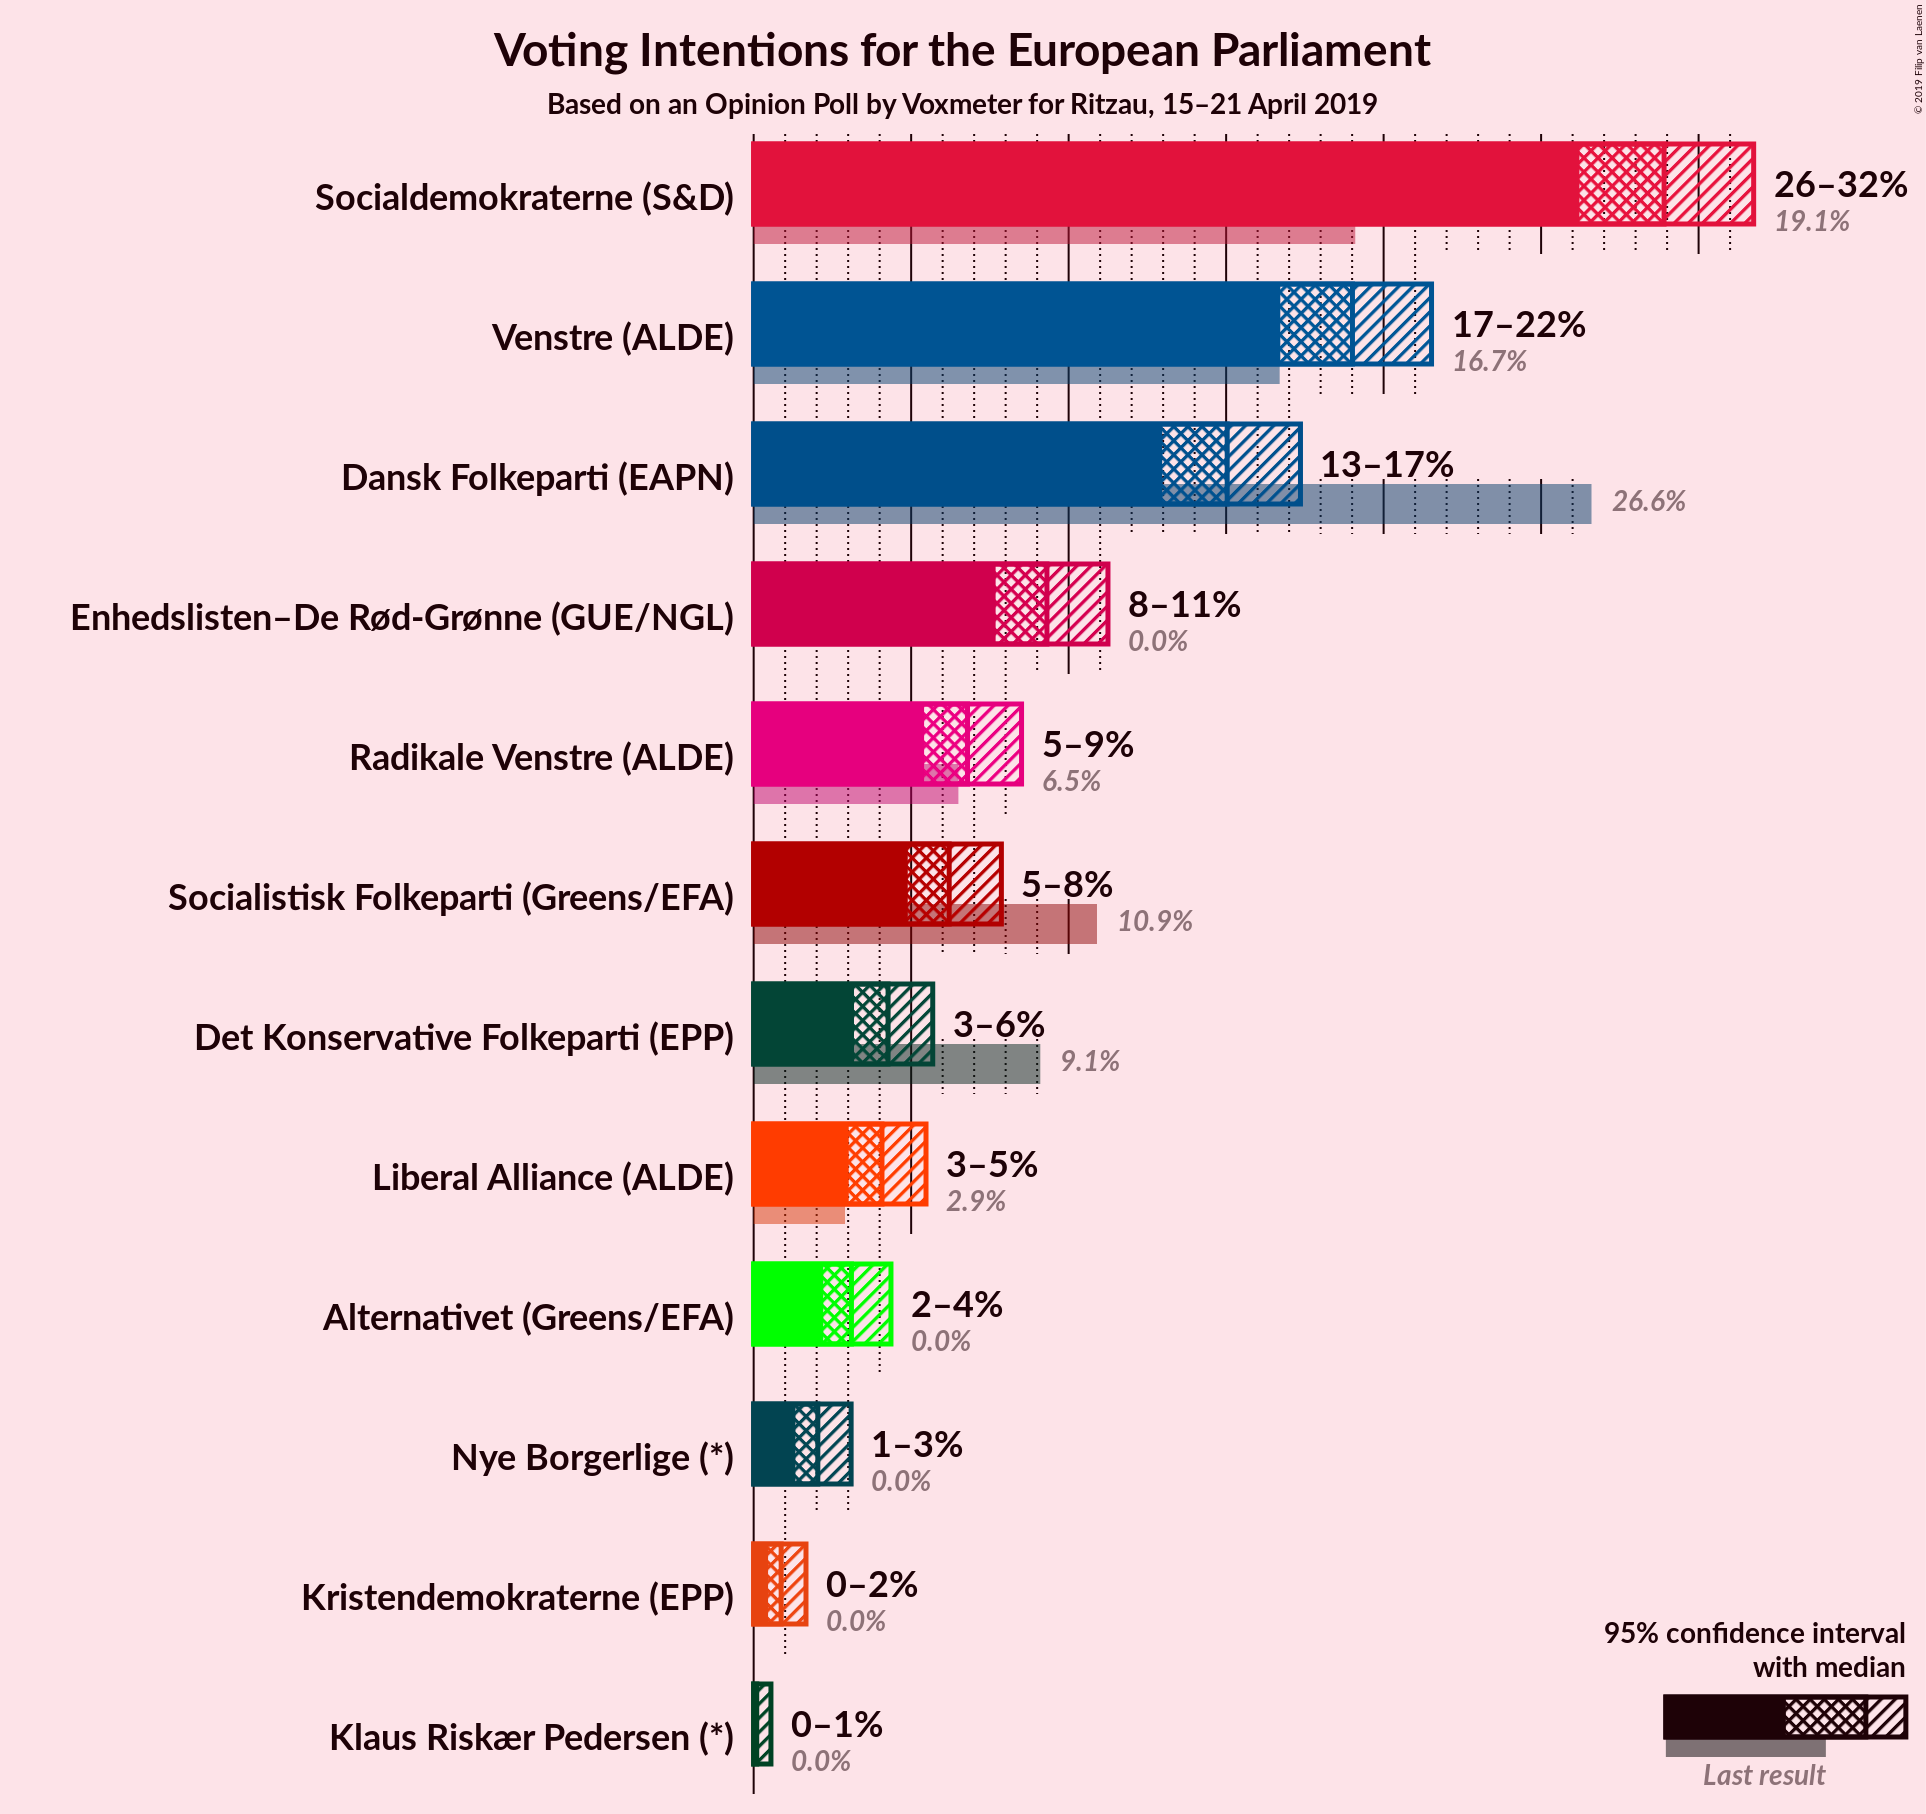 © 2019 Filip van Laenen
Voting Intentions for the European Parliament
Based on an Opinion Poll by Voxmeter for Ritzau, 15–21 April 2019
Socialdemokraterne (S&D)
26–32%
19.1%
Venstre (ALDE)
17–22%
16.7%
Dansk Folkeparti (EAPN)
13–17%
26.6%
Enhedslisten–De Rød-Grønne (GUE/NGL)
8–11%
0.0%
Radikale Venstre (ALDE)
5–9%
6.5%
Socialistisk Folkeparti (Greens/EFA)
5–8%
10.9%
Det Konservative Folkeparti (EPP)
3–6%
9.1%
Liberal Alliance (ALDE)
3–5%
2.9%
Alternativet (Greens/EFA)
2–4%
0.0%
Nye Borgerlige (*)
1–3%
0.0%
Kristendemokraterne (EPP)
0–2%
0.0%
Klaus Riskær Pedersen (*)
0–1%
0.0%
95% confidence interval
with median
Last result